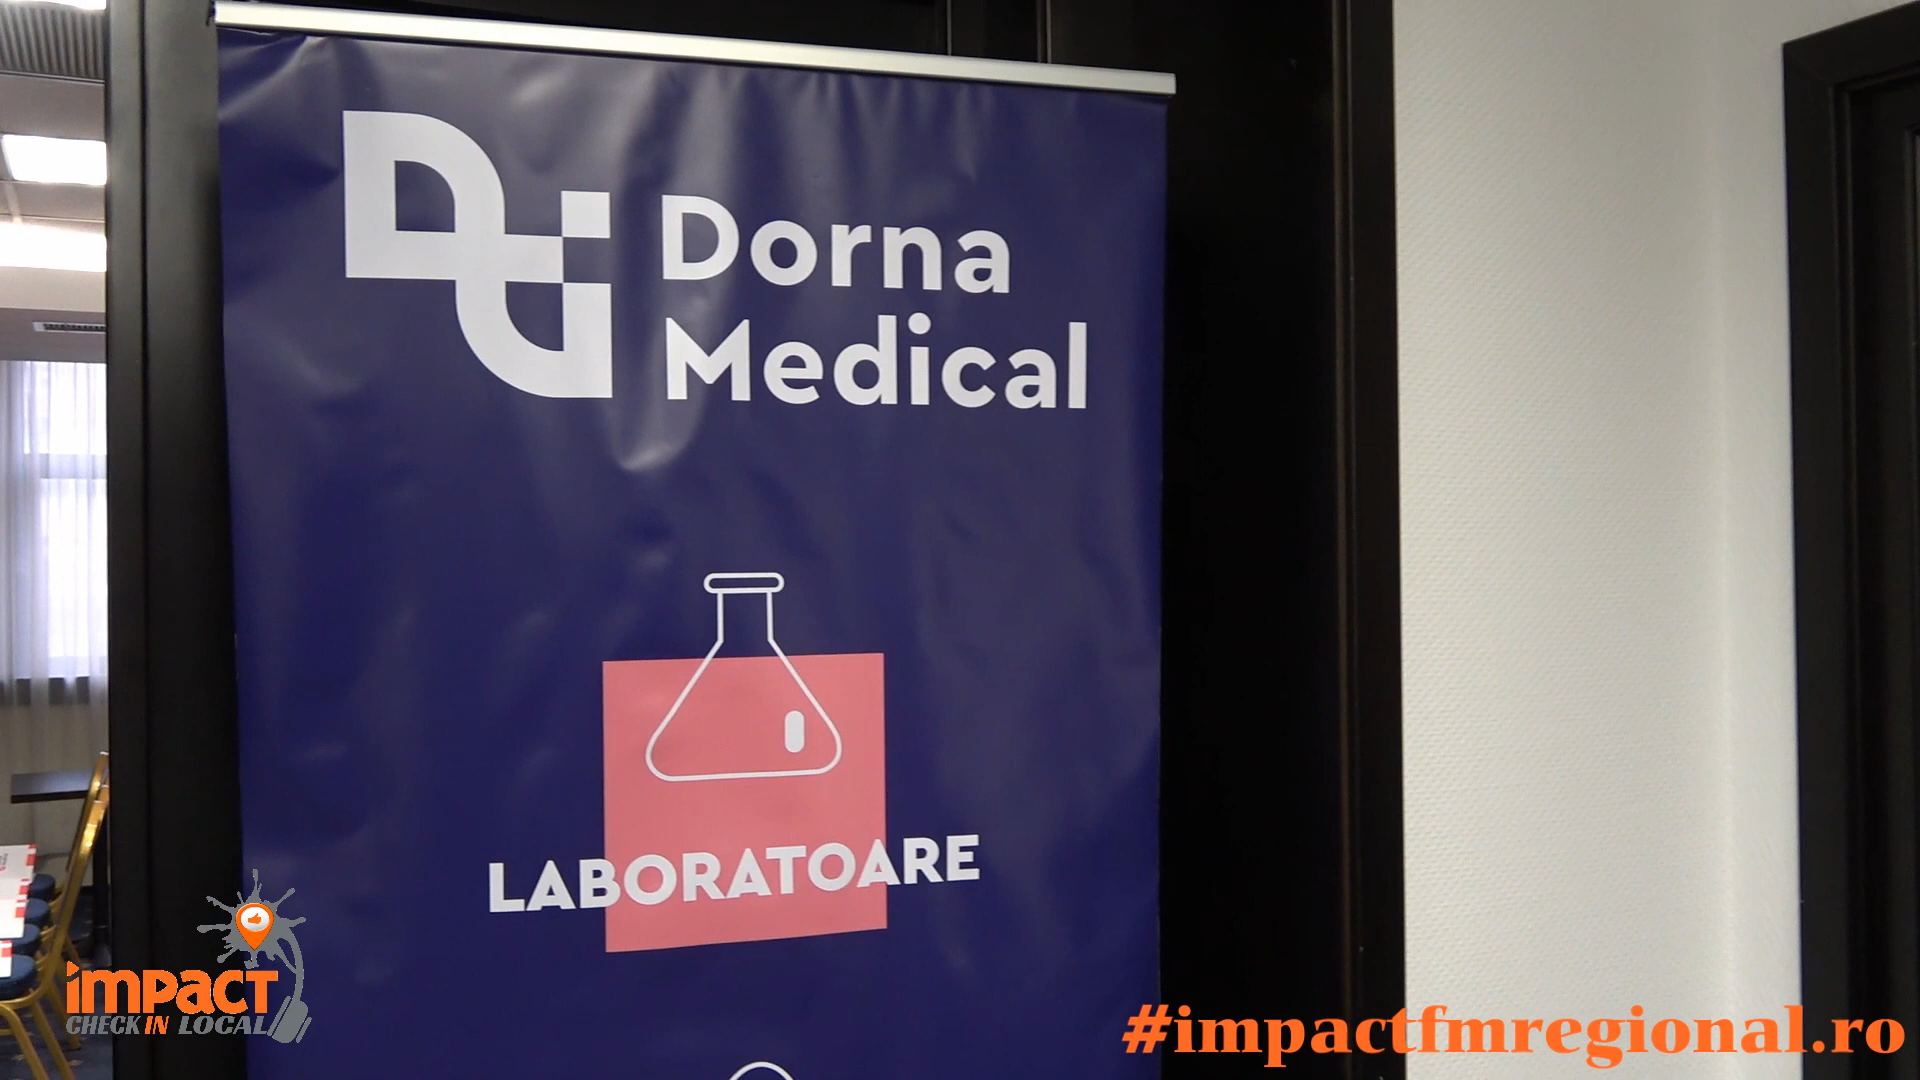 Dorna
Medical
LABORATOARE
impact
CHECK IN LOCAL
#impactfmregional.ro